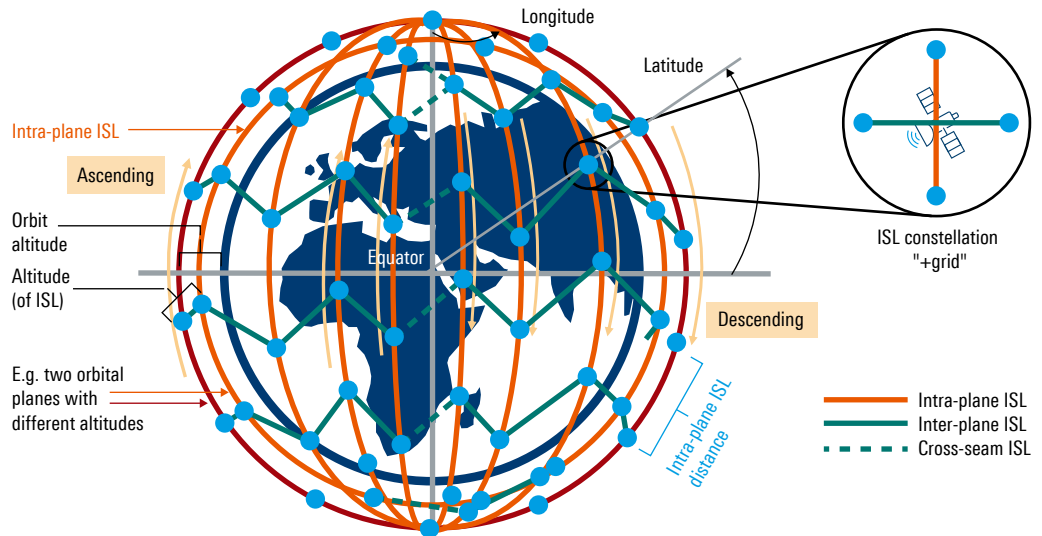 Longitude
Latitude
Intra-plane ISL
Ascending
Orbit
altitude
Equator
Altitude
(of ISL)
Descending
ISL constellation
"+grid"
E.g. two orbital
planes with
different altitudes
Intra-plane ISL
distance
Intra-plane ISL
Inter-plane ISL
Cross-seam ISL